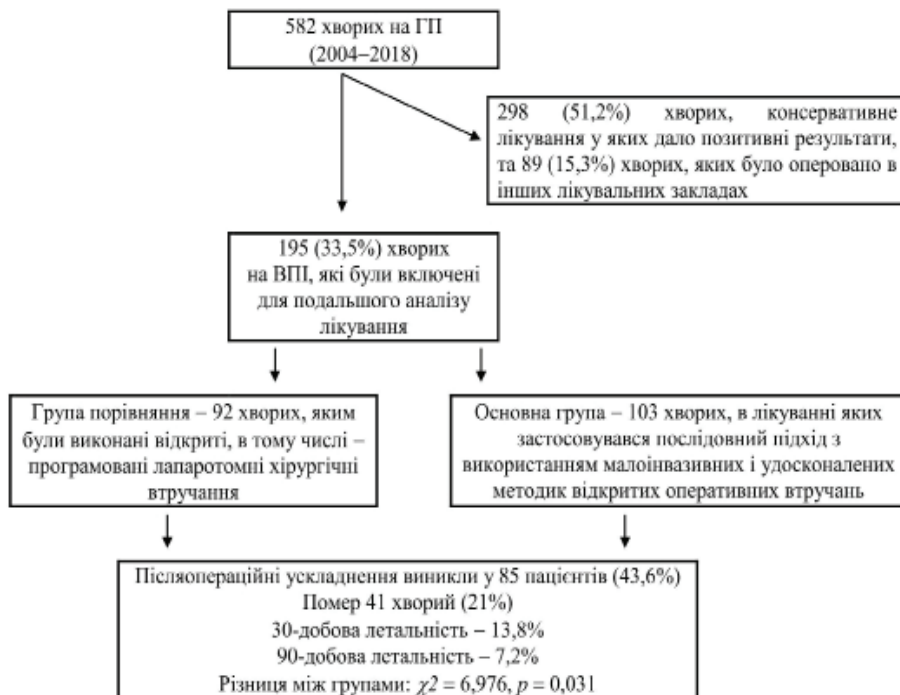 582 хворих на ГП
(2004–2018)
298 (51,2%) хворих, консервативне
лікування у яких дало позитивні результати,
та 89 (15,3%) хворих, яких було оперовано в
інших лікувальних закладах
195 (33,5%) хворих
на ВПІ, які були включені
для подальшого аналізу
лікування
Група порівняння – 92 хворих, яким
були виконані відкриті, в тому числі –
програмовані лапаротомні хірургічні
втручання
Основна група – 103 хворих, в лікуванні яких
застосовувався послідовний підхід з
використанням малоінвазивних і удосконалених
методик відкритих оперативних втручань
Післяопераційні ускладнення виникли у 85 пацієнтів (43,6%)
Помер 41 хворий (21%)
30-добова летальність – 13,8%
90-добова летальність – 7,2%
Різниця між групами: χ2 = 6,976, p = 0,031